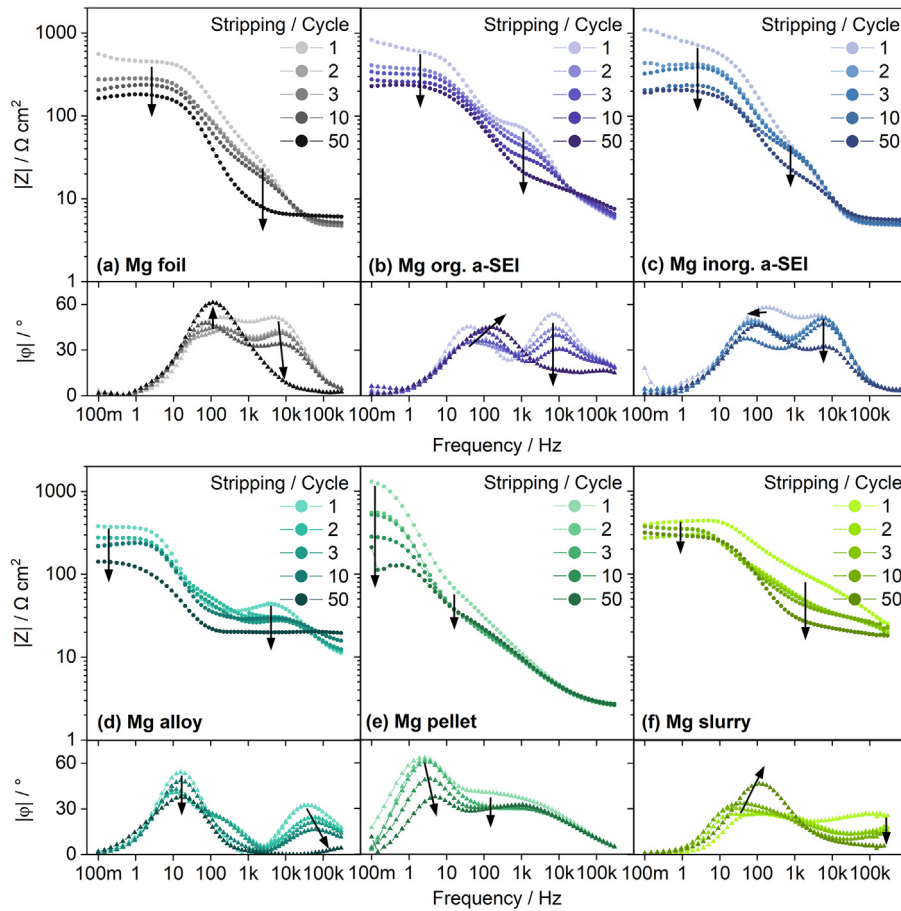 Stripping / Cycle
1
2
3
10
50
Stripping / Cycle
1
2
3
10
50
Stripping / Cycle
1
2
3
10
50
1000
100
10
1
|Z| / Ω cm²
(a) Mg foil
(b) Mg org. a-SEI
(c) Mg inorg. a-SEI
60
30
0
|φ| / °
100m 1 10 100 1k 10k 100k
100m 1 10 100 1k 10k 100k
100m 1 10 100 1k 10k 100k
Frequency / Hz
Stripping / Cycle
1
2
3
10
50
Stripping / Cycle
1
2
3
10
50
Stripping / Cycle
1
2
3
10
50
1000
100
10
1
|Z| / Ω cm²
(d) Mg alloy
(e) Mg pellet
(f) Mg slurry
60
30
0
|φ| / °
100m 1 10 100 1k 10k 100k
100m 1 10 100 1k 10k 100k
100m 1 10 100 1k 10k 100k
Frequency / Hz